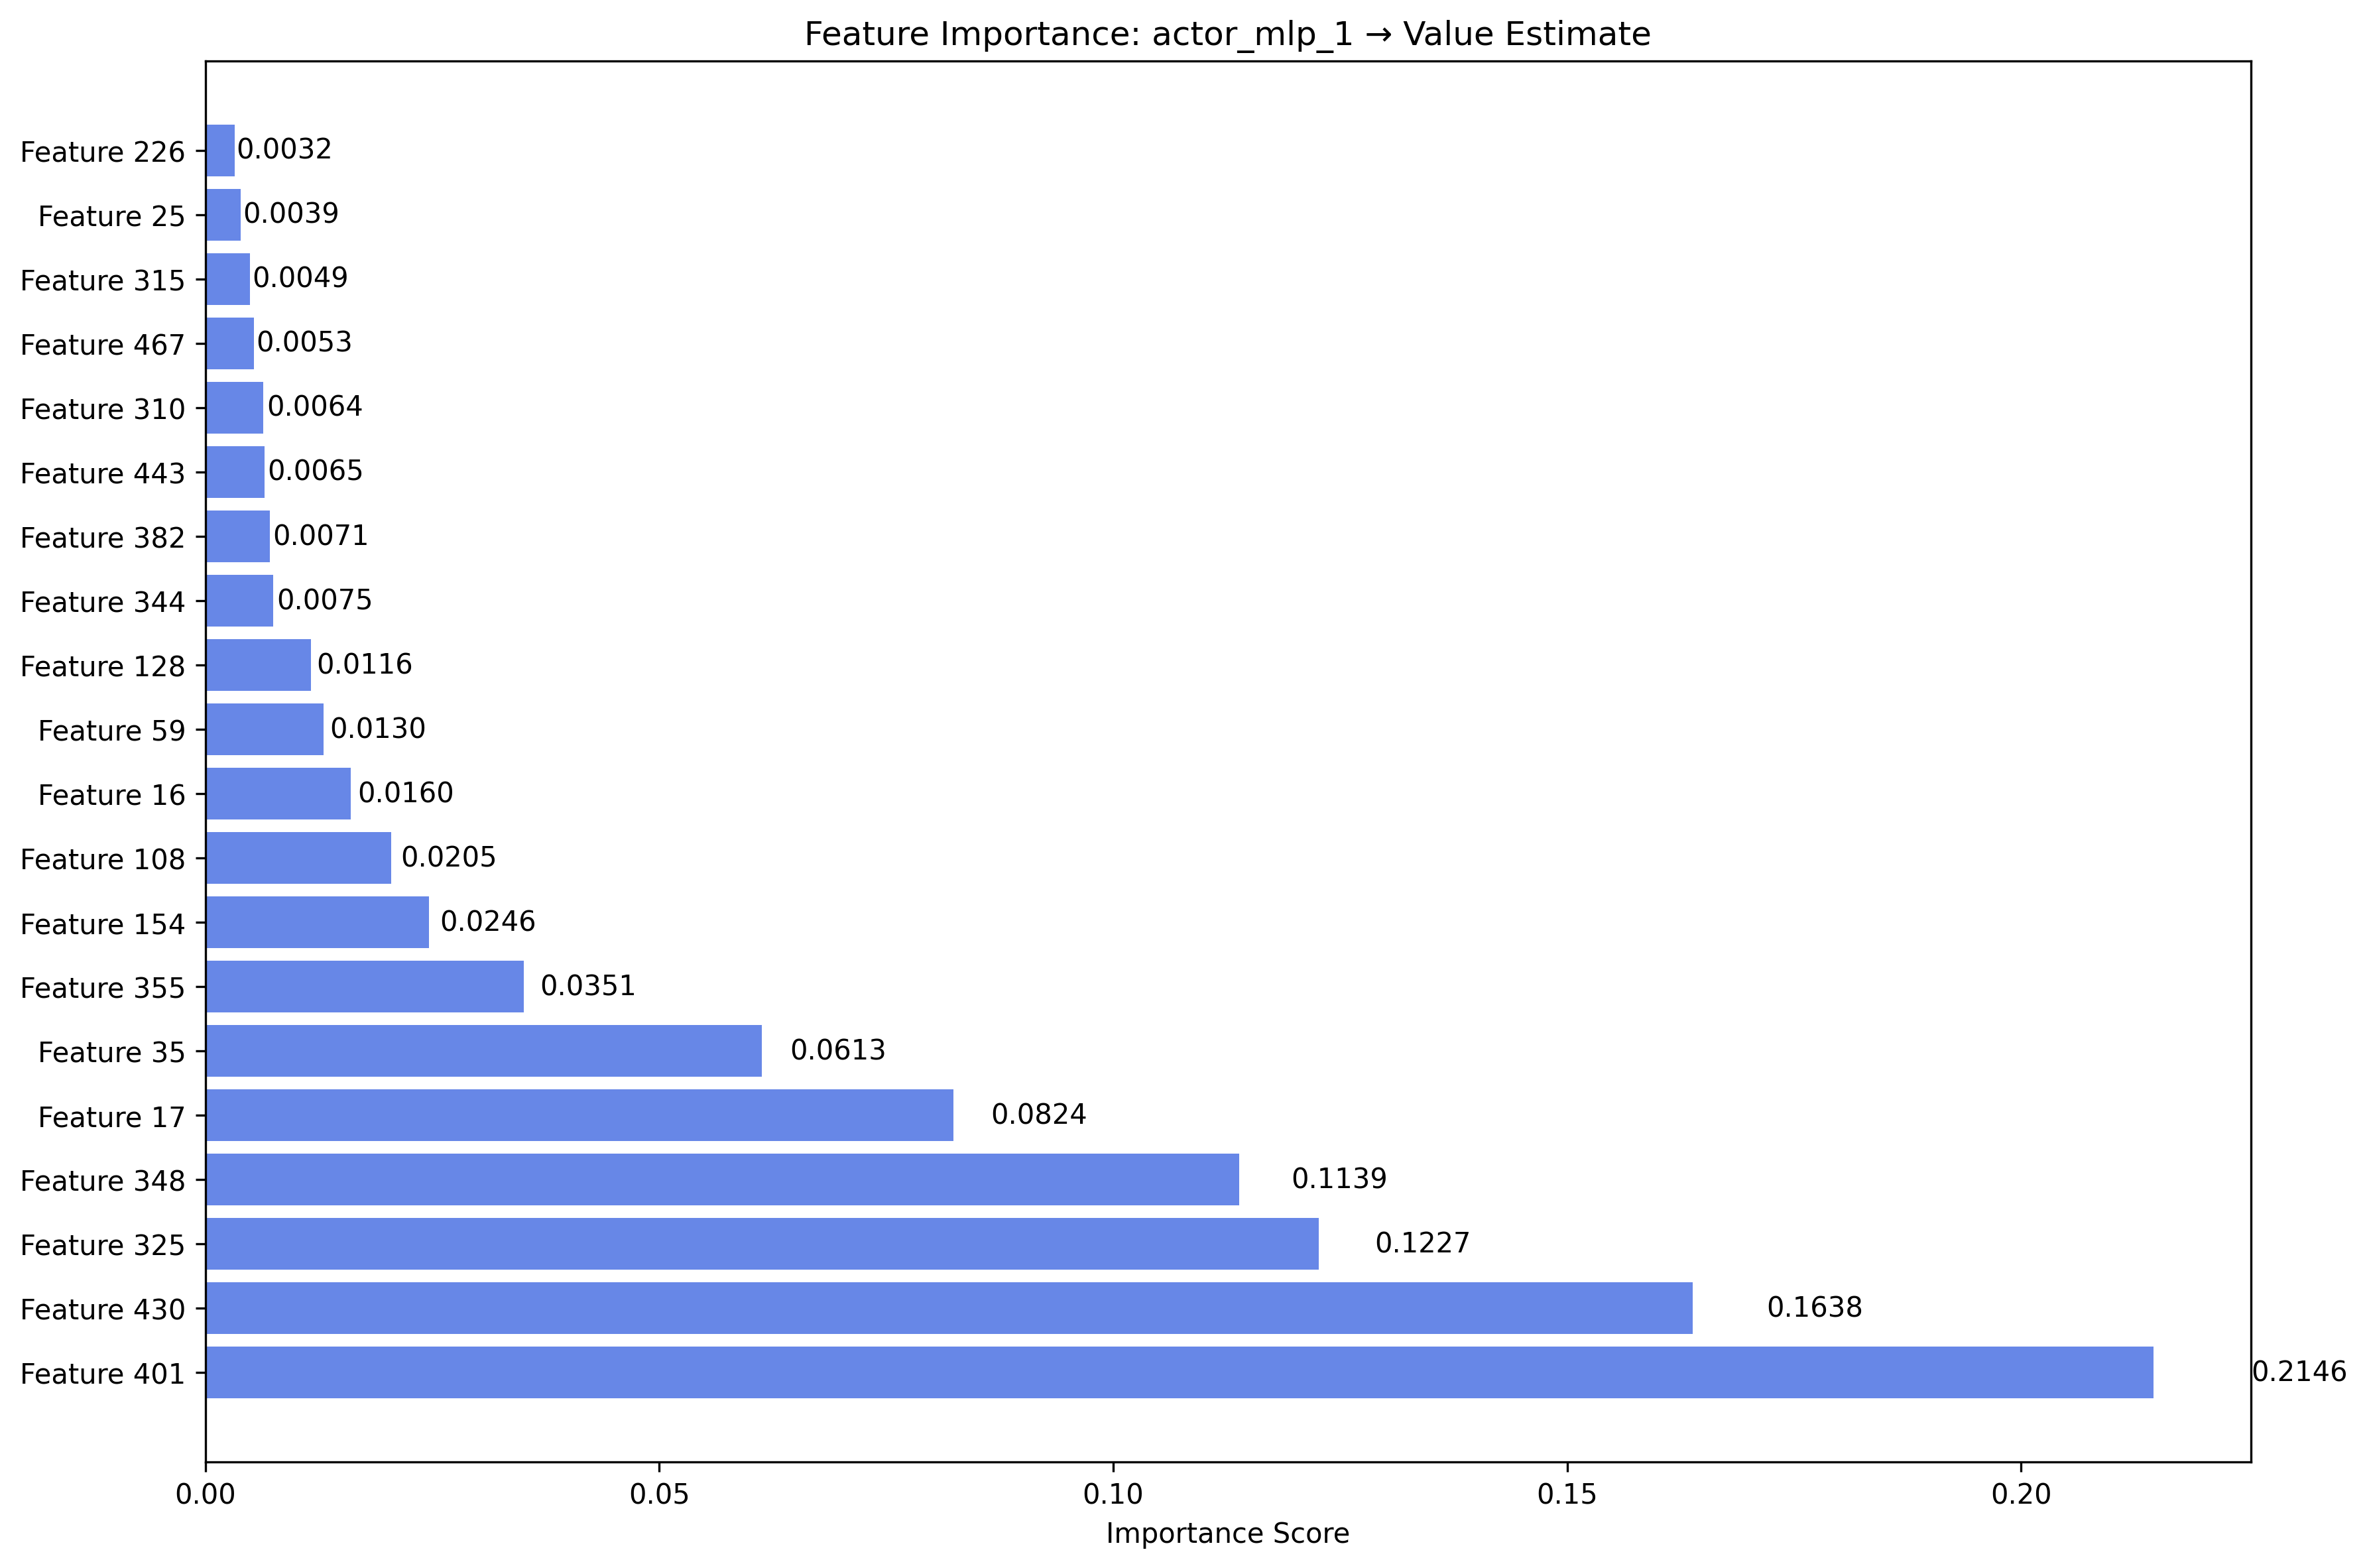 Feature Importance: actor_mlp_1 → Value Estimate
Feature 226 0.0032
Feature 25 0.0039
Feature 315 0.0049
Feature 467 0.0053
Feature 310 0.0064
Feature 443 0.0065
Feature 382 0.0071
Feature 344 0.0075
Feature 128 0.0116
Feature 59 0.0130
Feature 16 0.0160
Feature 108 0.0205
Feature 154 0.0246
Feature 355 0.0351
Feature 35 0.0613
Feature 17 0.0824
Feature 348 0.1139
Feature 325 0.1227
Feature 430 0.1638
Feature 401 0.2146
0.00 0.05 0.10 0.15 0.20
Importance Score